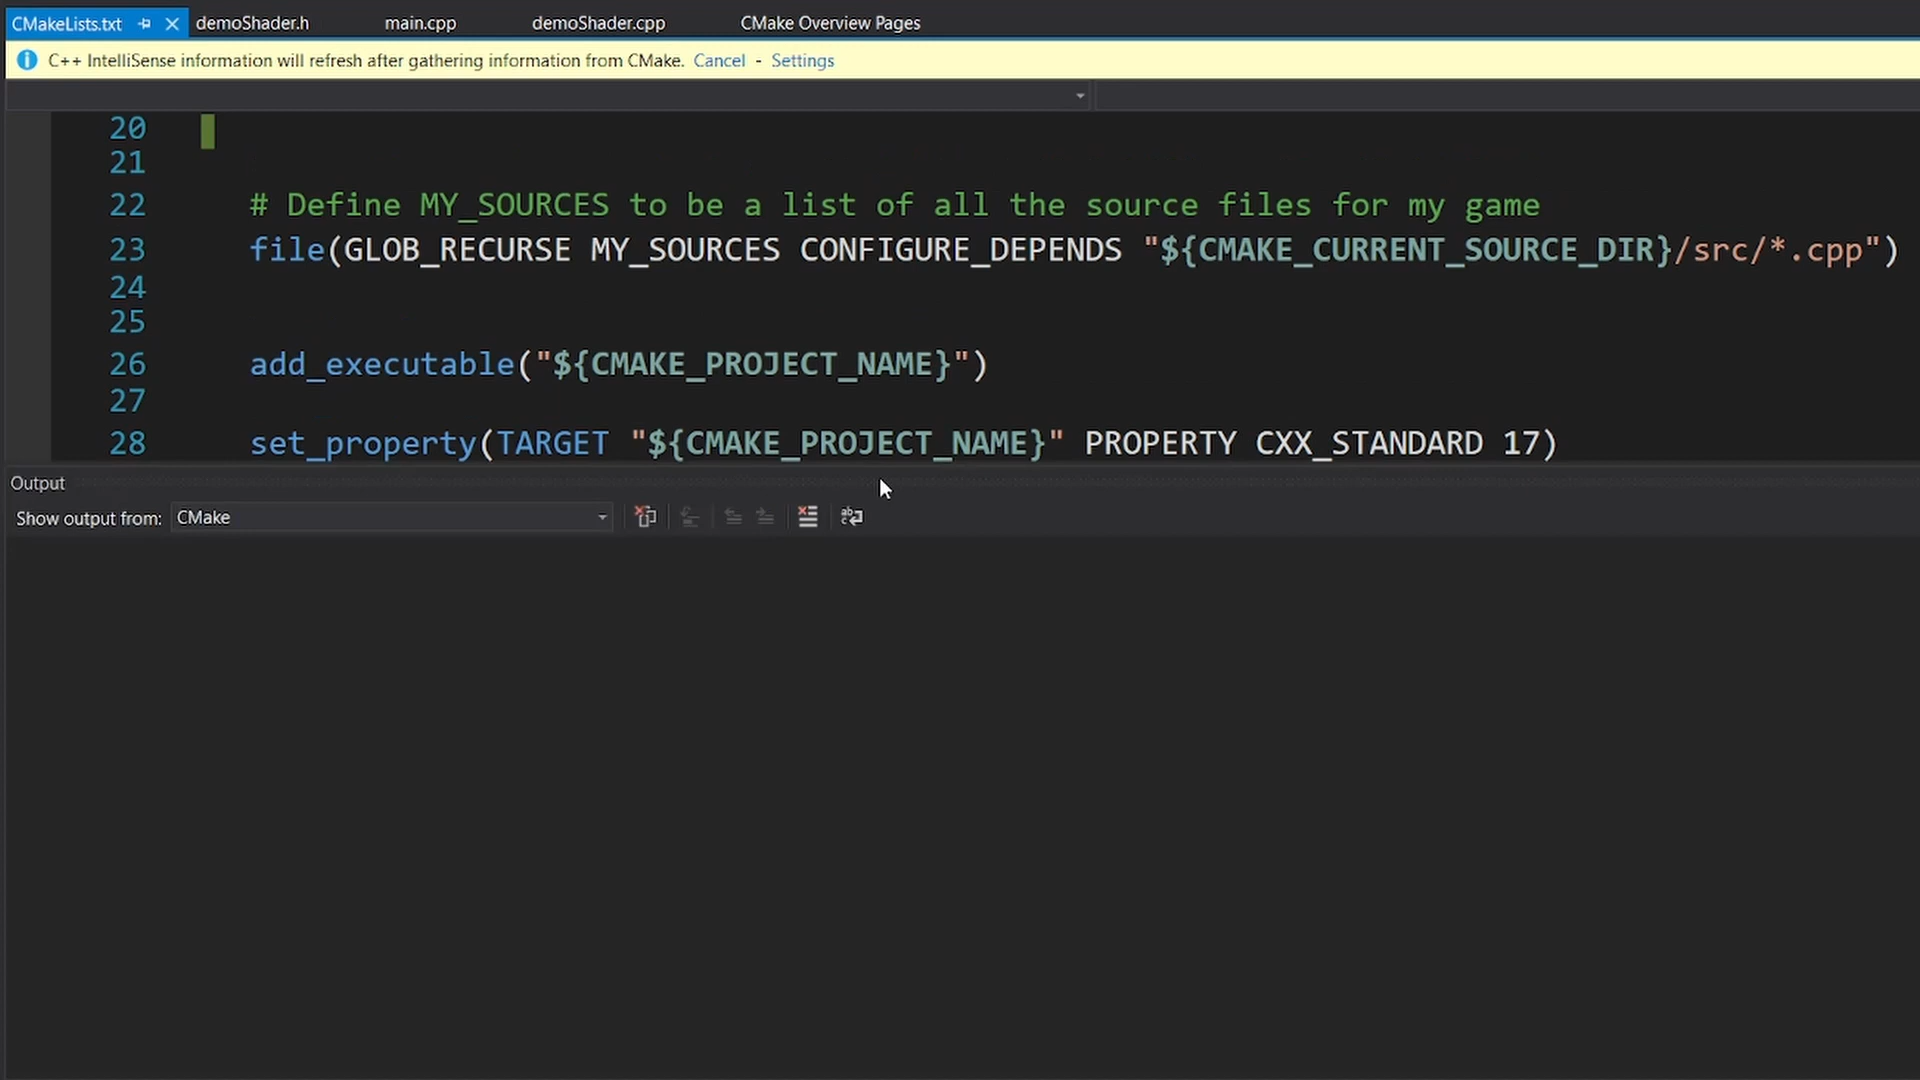 CMakeLists.txt demoShader.h main.cpp demoShader.cpp CMake Overview Pages
C++ IntelliSense information will refresh after gathering information from CMake. Cancel - Settings
20
21
22 # Define MY_SOURCES to be a list of all the source files for my game
23 file(GLOB_RECURSE MY_SOURCES CONFIGURE_DEPENDS "${CMAKE_CURRENT_SOURCE_DIR}/src/*.cpp")
24
25
26 add_executable("${CMAKE_PROJECT_NAME}")
27
28 set_property(TARGET "${CMAKE_PROJECT_NAME}" PROPERTY CXX_STANDARD 17)
Output
Show output from: CMake